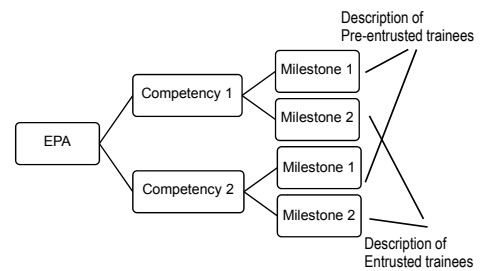 Description of
Pre-entrusted trainees
Milestone 1
Competency 1
Milestone 2
EPA
Milestone 1
Competency 2
Milestone 2
Description of
Entrusted trainees